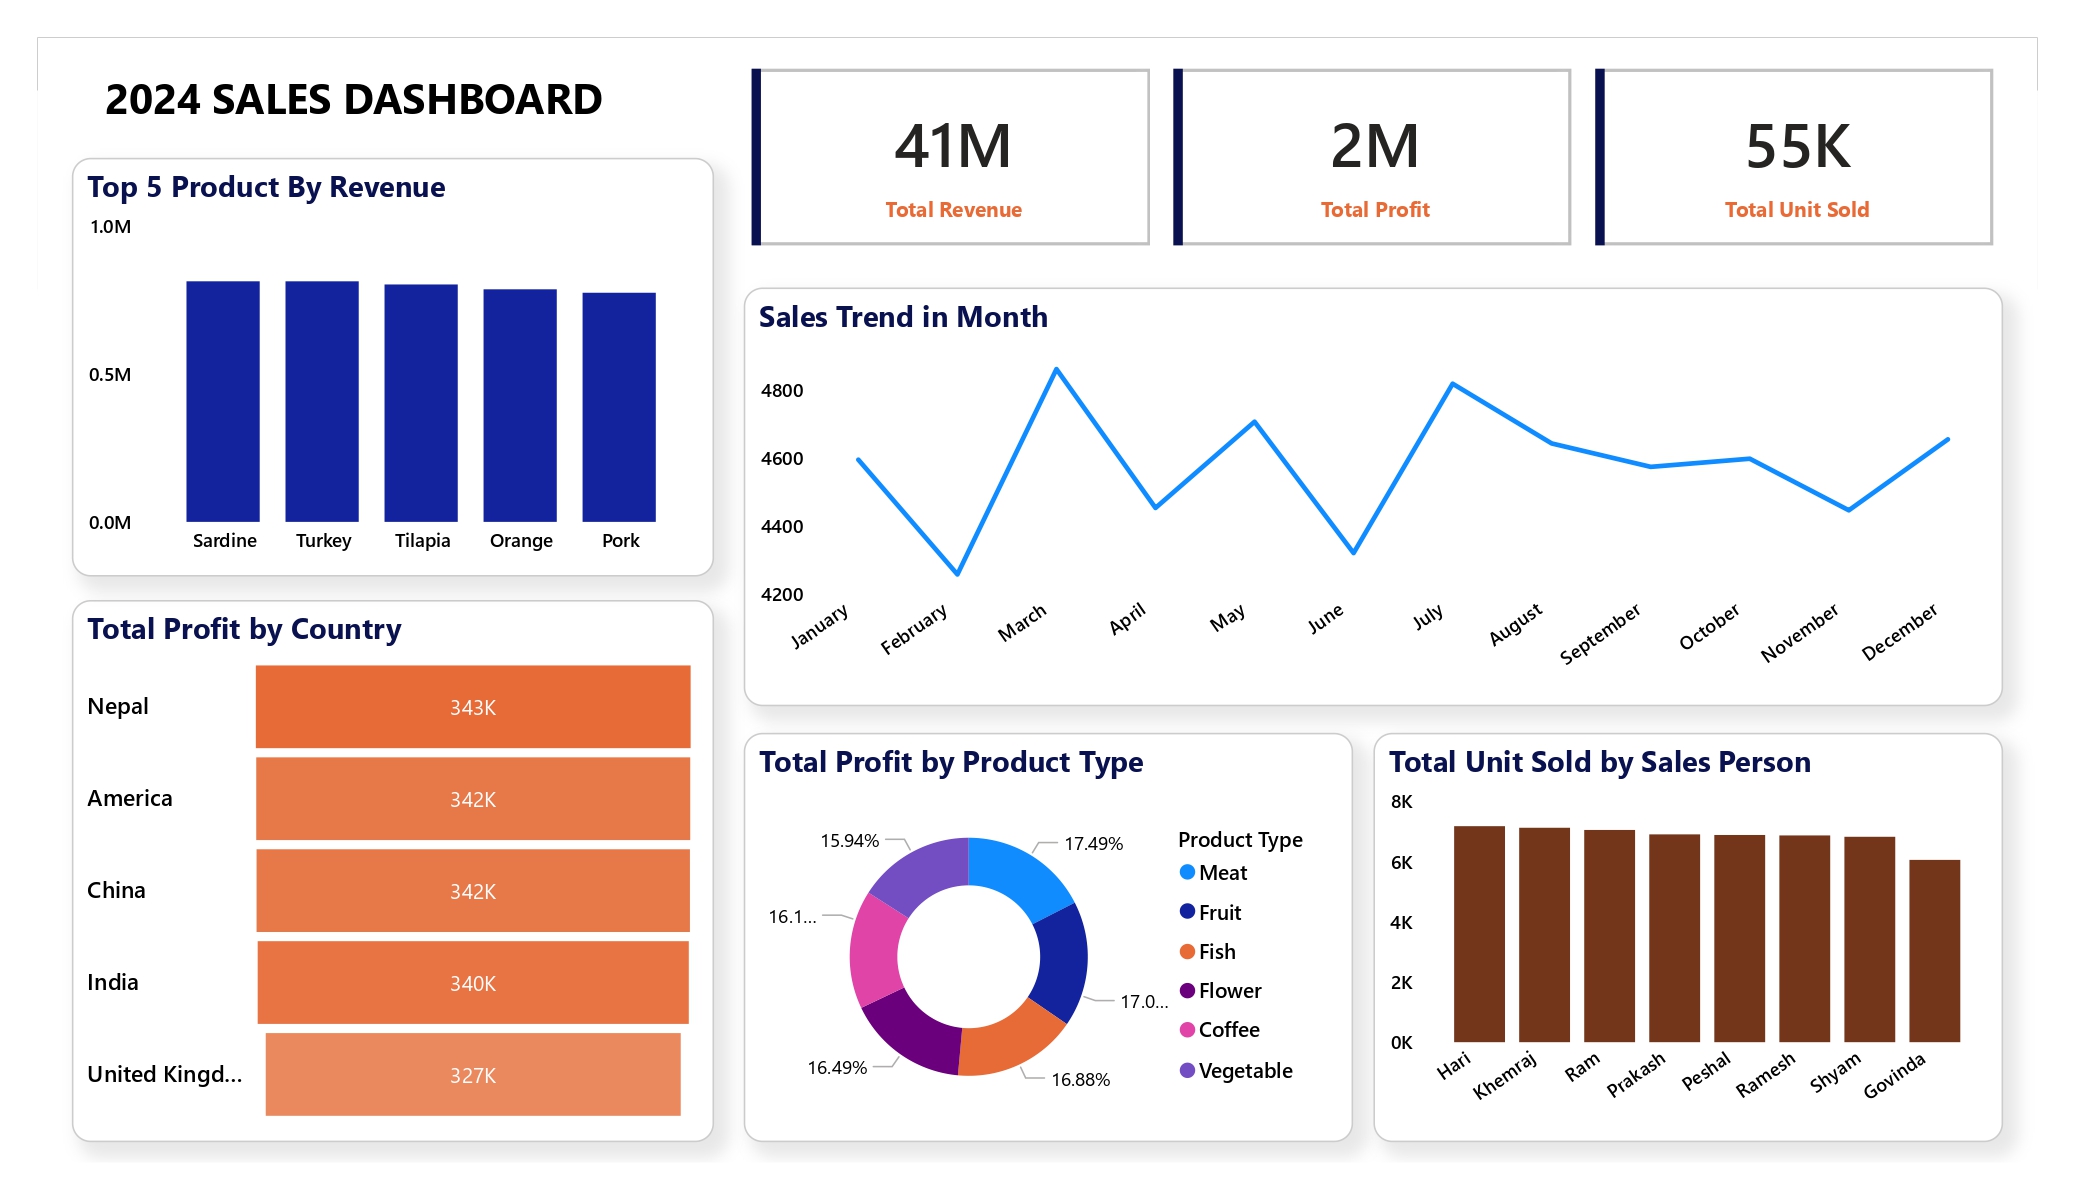 2024 SALES DASHBOARD
41M
Total Revenue
2M
Total Profit
55K
Total Unit Sold
Top 5 Product By Revenue
1.0M
0.5M
0.0M
Sardine Turkey Tilapia Orange Pork
Sales Trend in Month
4800
4600
4400
4200
January February March April May June July August September October November December
Total Profit by Country
Nepal 343K
America 342K
China 342K
India 340K
United Kingd... 327K
Total Profit by Product Type
15.94%
17.49%
16.1...
17.0...
16.49%
16.88%
Product Type
Meat
Fruit
Fish
Flower
Coffee
Vegetable
Total Unit Sold by Sales Person
8K
6K
4K
2K
0K
Hari Khemraj Ram Prakash Peshal Ramesh Shyam Govinda